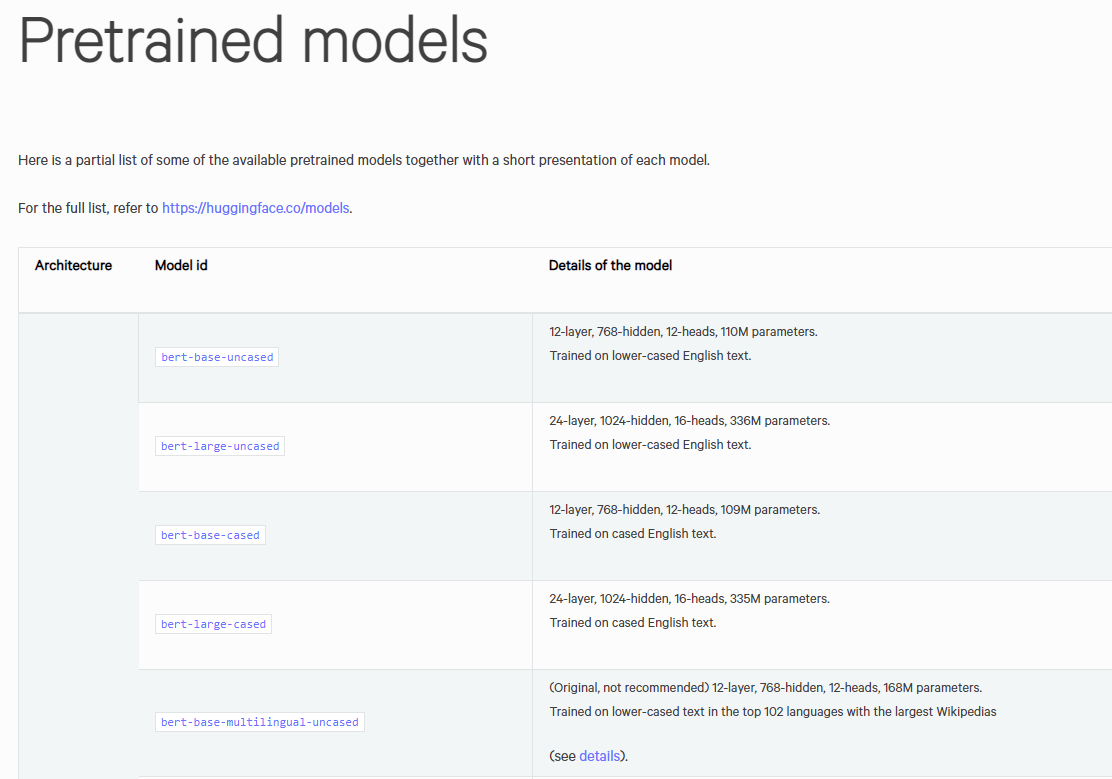 Pretrained models
Here is a partial list of some of the available pretrained models together with a short presentation of each model.
For the full list, refer to https://huggingface.co/models.
Architecture Model id Details of the model
bert-base-uncased
12-layer, 768-hidden, 12-heads, 110M parameters.
Trained on lower-cased English text.
bert-large-uncased
24-layer, 1024-hidden, 16-heads, 336M parameters.
Trained on lower-cased English text.
bert-base-cased
12-layer, 768-hidden, 12-heads, 109M parameters.
Trained on cased English text.
bert-large-cased
24-layer, 1024-hidden, 16-heads, 335M parameters.
Trained on cased English text.
bert-base-multilingual-uncased
(Original, not recommended) 12-layer, 768-hidden, 12-heads, 168M parameters.
Trained on lower-cased text in the top 102 languages with the largest Wikipedias
(see details).